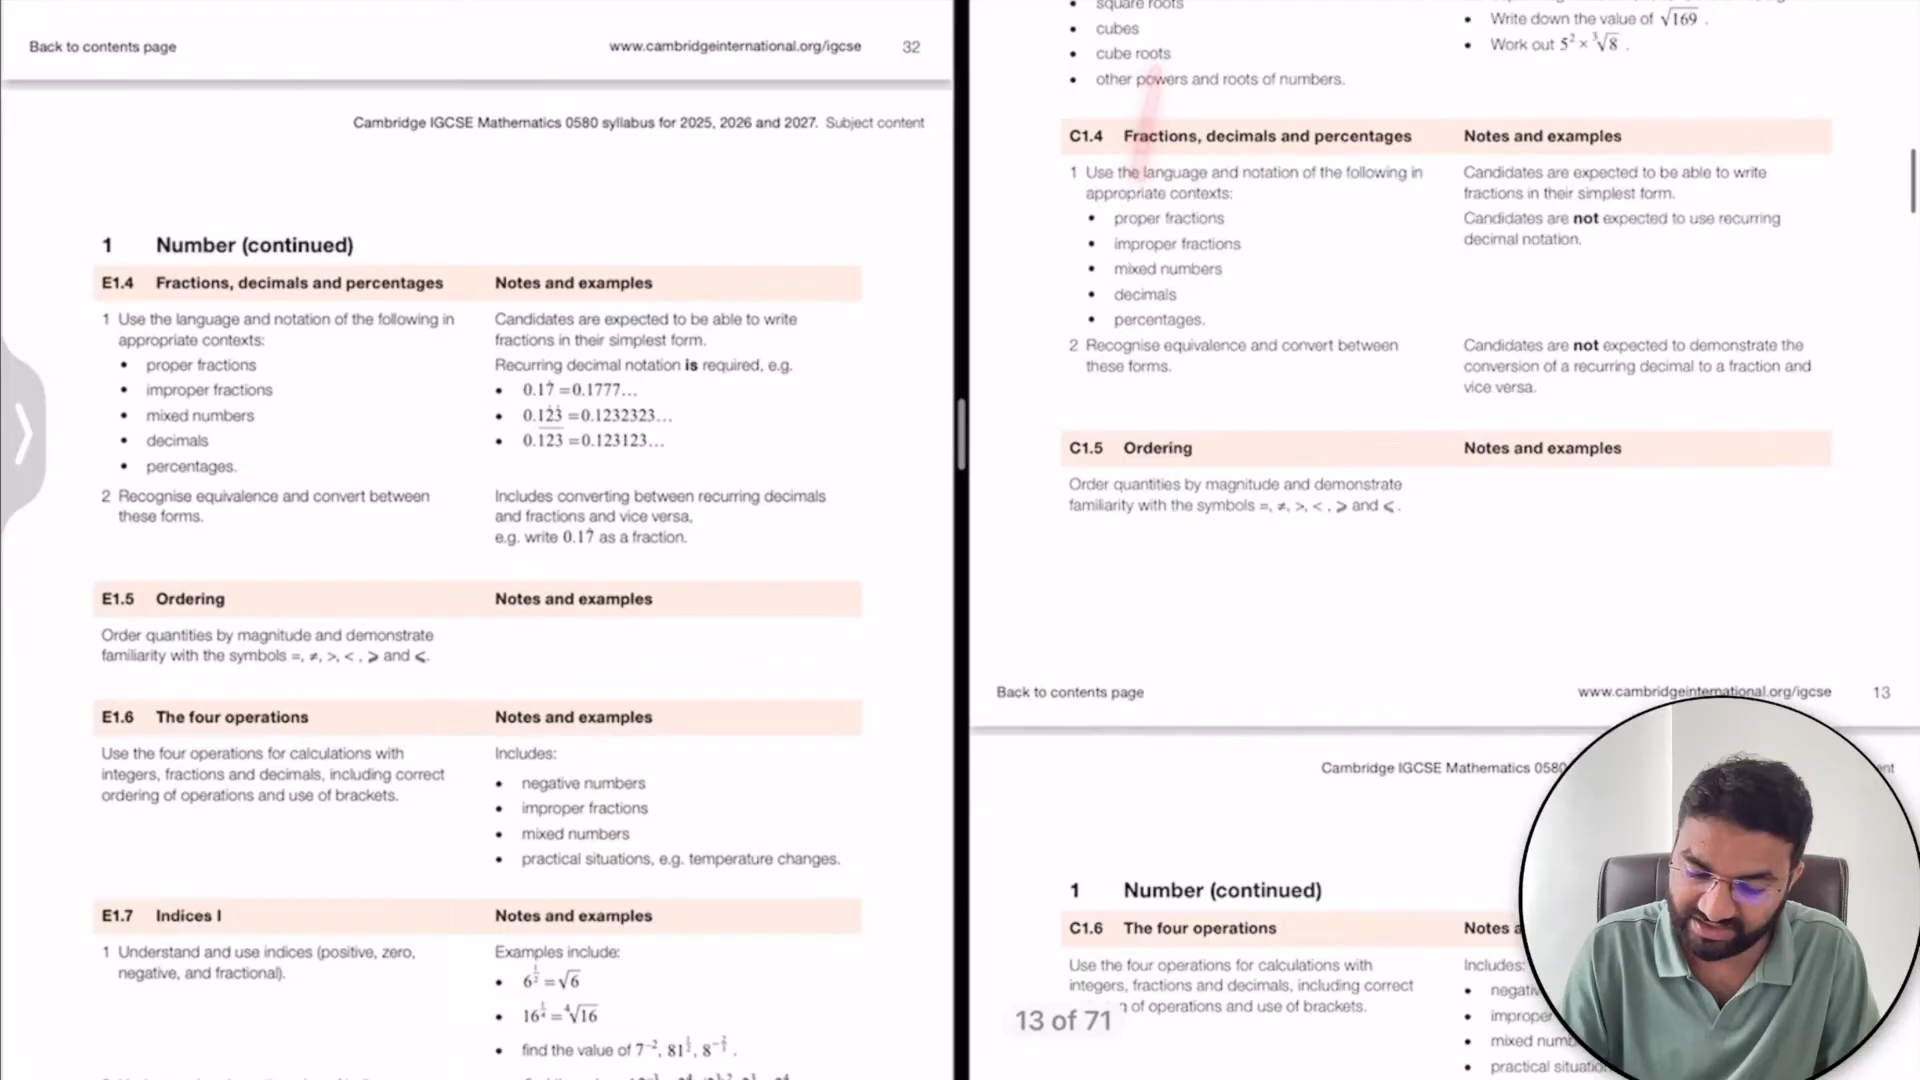 Back to contents page
www.cambridgeinternational.org/igcse 32
Cambridge IGCSE Mathematics 0580 syllabus for 2025, 2026 and 2027. Subject content
1 Number (continued)
E1.4 Fractions, decimals and percentages
Notes and examples
1 Use the language and notation of the following in
appropriate contexts:
• proper fractions
• improper fractions
• mixed numbers
• decimals
• percentages.
Candidates are expected to be able to write
fractions in their simplest form.
Recurring decimal notation is required, e.g.
• 0.17̇ = 0.1777…
• 0.12̇3̇ = 0.1232323…
• 0.1̅2̅3̅ = 0.123123…
2 Recognise equivalence and convert between
these forms.
Includes converting between recurring decimals
and fractions and vice versa,
e.g. write 0.17̇ as a fraction.
E1.5 Ordering
Notes and examples
Order quantities by magnitude and demonstrate
familiarity with the symbols =, ≠, >, <, ⩾ and ⩽.
E1.6 The four operations
Notes and examples
Use the four operations for calculations with
integers, fractions and decimals, including correct
ordering of operations and use of brackets.
Includes:
• negative numbers
• improper fractions
• mixed numbers
• practical situations, e.g. temperature changes.
E1.7 Indices I
Notes and examples
1 Understand and use indices (positive, zero,
negative, and fractional).
Examples include:
• 6^(1/2) = √6
• 16^(1/4) = ⁴√16
• find the value of 7⁻², 81^(1/2), 8^(-2/3).
square roots
• cubes
• cube roots
• other powers and roots of numbers.
• Write down the value of √169 .
• Work out 5² × ³√8 .
C1.4 Fractions, decimals and percentages
Notes and examples
1 Use the language and notation of the following in
appropriate contexts:
• proper fractions
• improper fractions
• mixed numbers
• decimals
• percentages.
Candidates are expected to be able to write
fractions in their simplest form.
Candidates are not expected to use recurring
decimal notation.
2 Recognise equivalence and convert between
these forms.
Candidates are not expected to demonstrate the
conversion of a recurring decimal to a fraction and
vice versa.
C1.5 Ordering
Notes and examples
Order quantities by magnitude and demonstrate
familiarity with the symbols =, ≠, >, <, ⩾ and ⩽.
Back to contents page
www.cambridgeinternational.org/igcse 13
Cambridge IGCSE Mathematics 0580
1 Number (continued)
C1.6 The four operations
Notes
Use the four operations for calculations with
integers, fractions and decimals, including correct
of operations and use of brackets.
Includes:
• negativ
• improper
• mixed num
• practical situatio
13 of 71